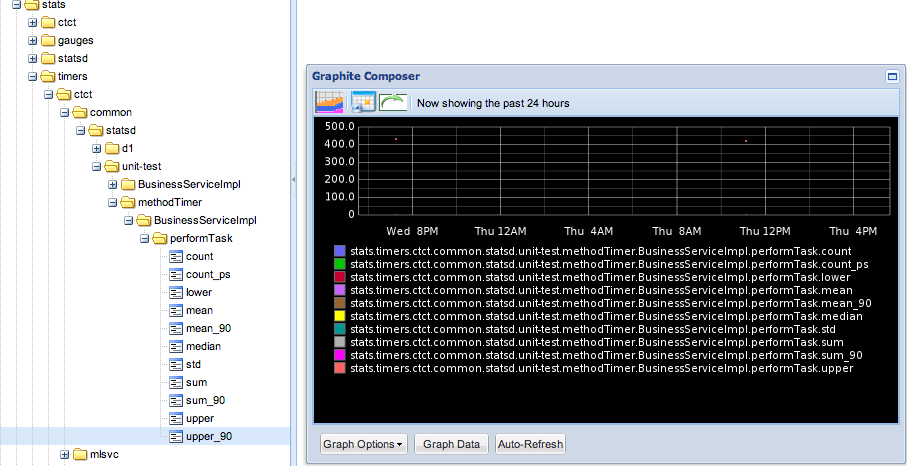 stats
ctct
gauges
statsd
timers
ctct
common
statsd
d1
unit-test
BusinessServiceImpl
methodTimer
BusinessServiceImpl
performTask
count
count_ps
lower
mean
mean_90
median
std
sum
sum_90
upper
upper_90
mlsvc
Graphite Composer
Now showing the past 24 hours
500.0
400.0
300.0
200.0
100.0
0
Wed 8PM Thu 12AM Thu 4AM Thu 8AM Thu 12PM Thu 4PM
stats.timers.ctct.common.statsd.unit-test.methodTimer.BusinessServiceImpl.performTask.count
stats.timers.ctct.common.statsd.unit-test.methodTimer.BusinessServiceImpl.performTask.count_ps
stats.timers.ctct.common.statsd.unit-test.methodTimer.BusinessServiceImpl.performTask.lower
stats.timers.ctct.common.statsd.unit-test.methodTimer.BusinessServiceImpl.performTask.mean
stats.timers.ctct.common.statsd.unit-test.methodTimer.BusinessServiceImpl.performTask.mean_90
stats.timers.ctct.common.statsd.unit-test.methodTimer.BusinessServiceImpl.performTask.median
stats.timers.ctct.common.statsd.unit-test.methodTimer.BusinessServiceImpl.performTask.std
stats.timers.ctct.common.statsd.unit-test.methodTimer.BusinessServiceImpl.performTask.sum
stats.timers.ctct.common.statsd.unit-test.methodTimer.BusinessServiceImpl.performTask.sum_90
stats.timers.ctct.common.statsd.unit-test.methodTimer.BusinessServiceImpl.performTask.upper
Graph Options Graph Data Auto-Refresh